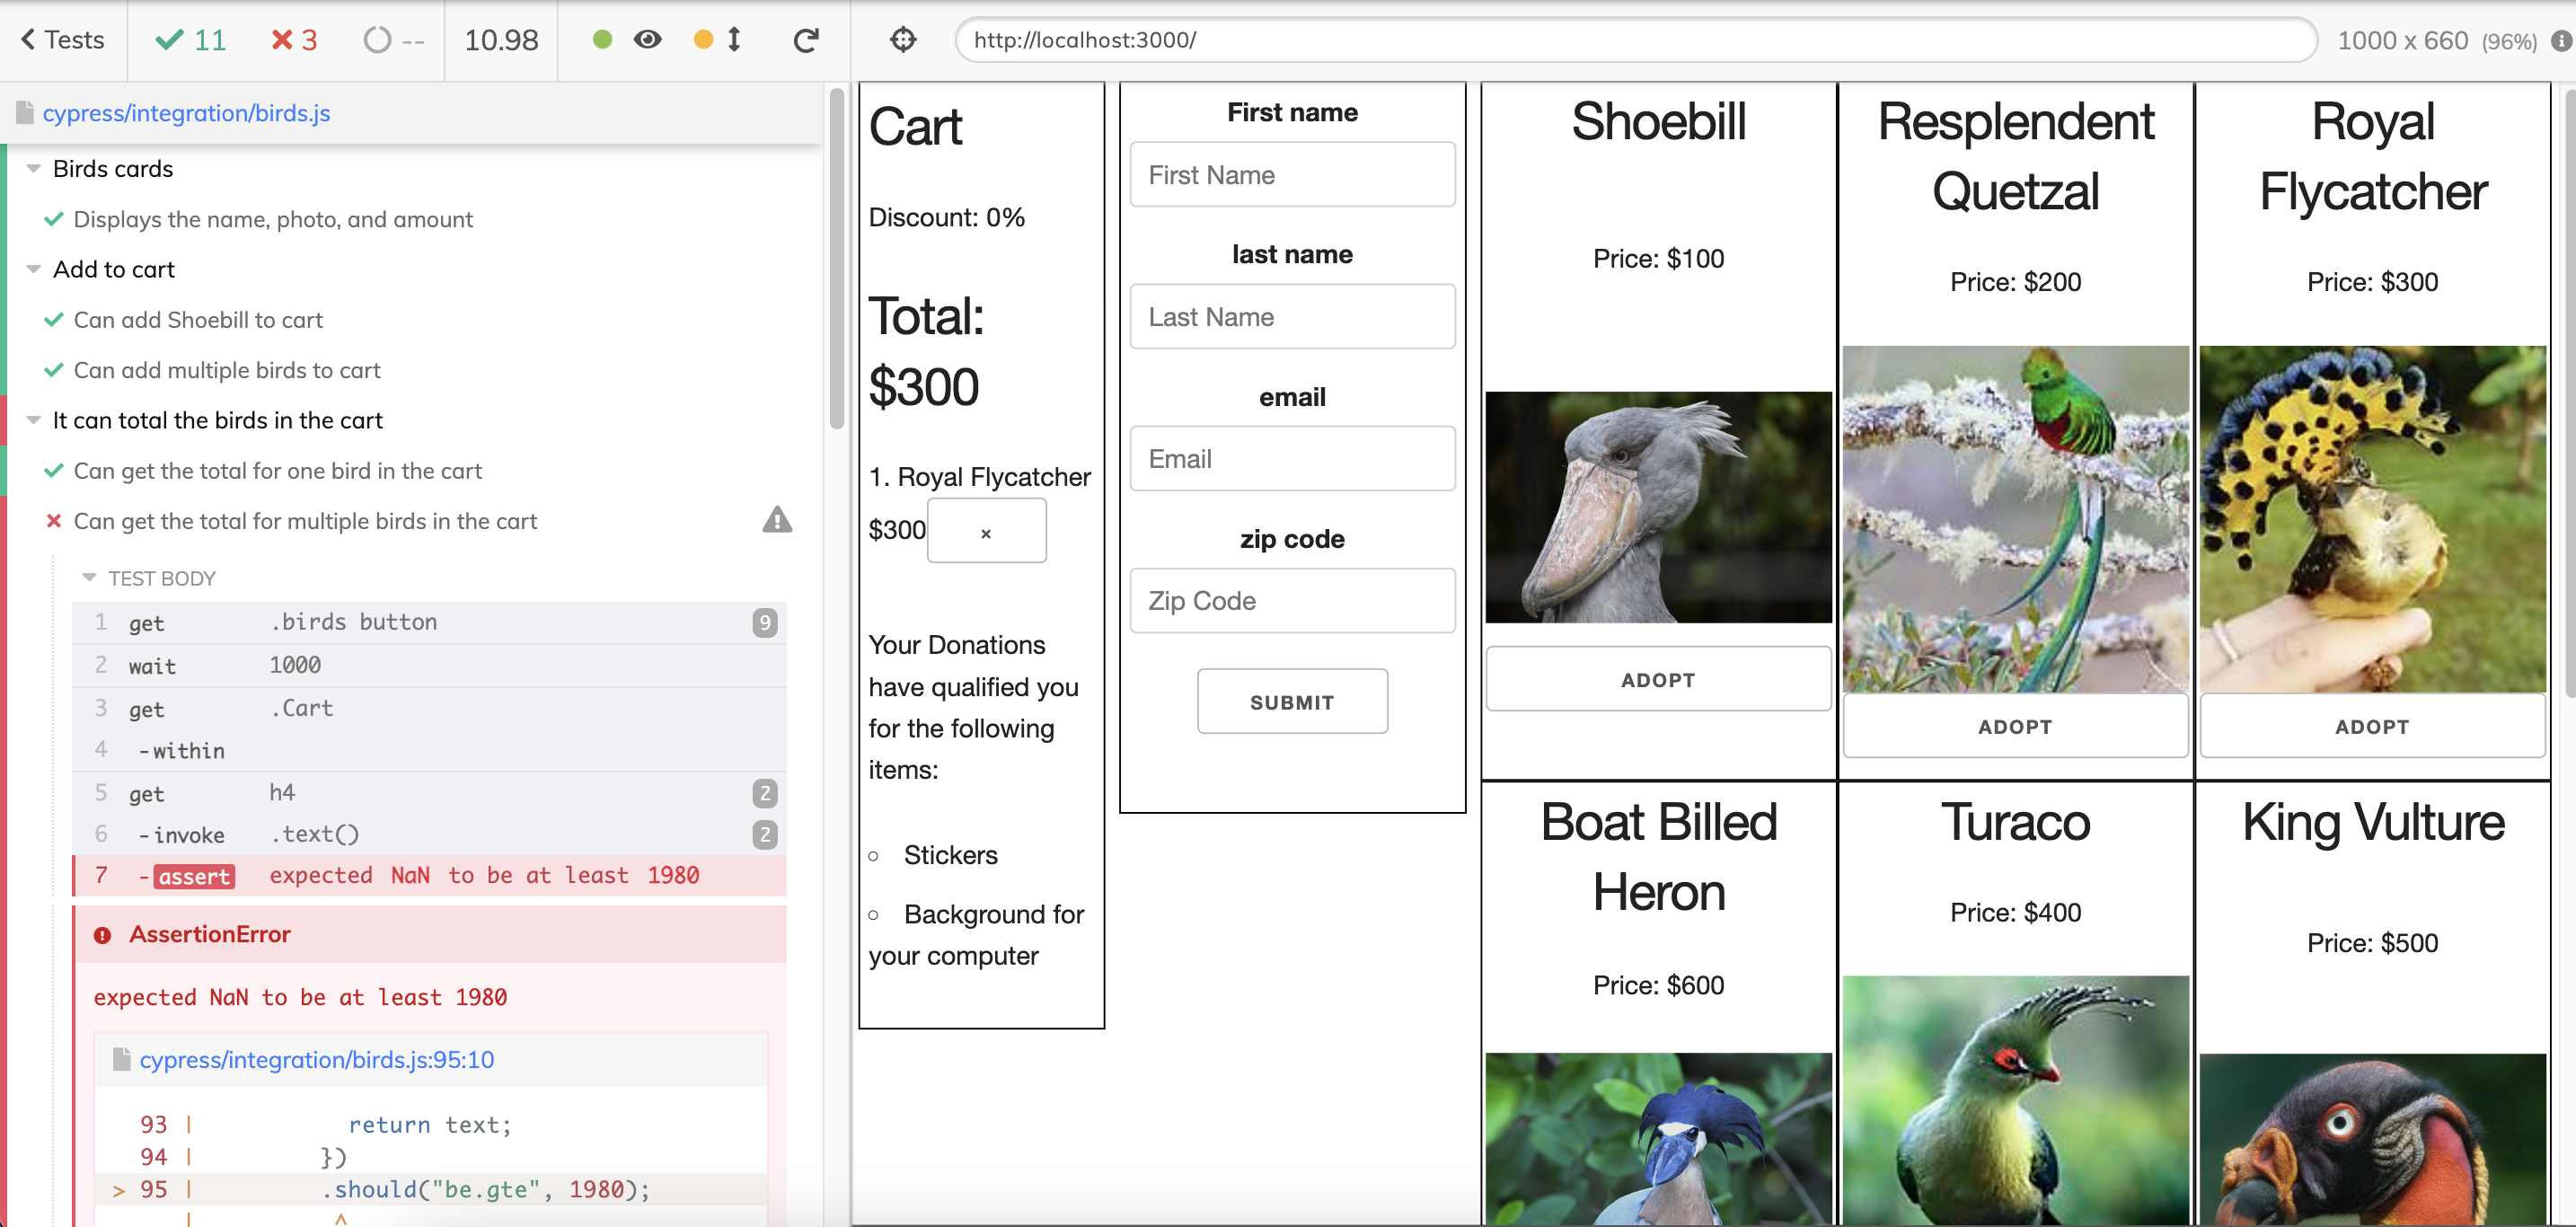 Tests
11
3
--
10.98
http://localhost:3000/
1000 x 660 (96%)
cypress/integration/birds.js
Birds cards
Displays the name, photo, and amount
Add to cart
Can add Shoebill to cart
Can add multiple birds to cart
It can total the birds in the cart
Can get the total for one bird in the cart
Can get the total for multiple birds in the cart
TEST BODY
1 get .birds button 9
2 wait 1000
3 get .Cart
4 -within
5 get h4 2
6 -invoke .text() 2
7 -assert expected NaN to be at least 1980
AssertionError
expected NaN to be at least 1980
cypress/integration/birds.js:95:10
93 | return text;
94 | })
> 95 | .should("be.gte", 1980);
| ^
Cart
Discount: 0%
Total:
$300
1. Royal Flycatcher
$300 ×
Your Donations
have qualified you
for the following
items:
Stickers
Background for
your computer
First name
First Name
last name
Last Name
email
Email
zip code
Zip Code
SUBMIT
Shoebill
Price: $100
ADOPT
Resplendent
Quetzal
Price: $200
ADOPT
Royal
Flycatcher
Price: $300
ADOPT
Boat Billed
Heron
Price: $600
Turaco
Price: $400
King Vulture
Price: $500